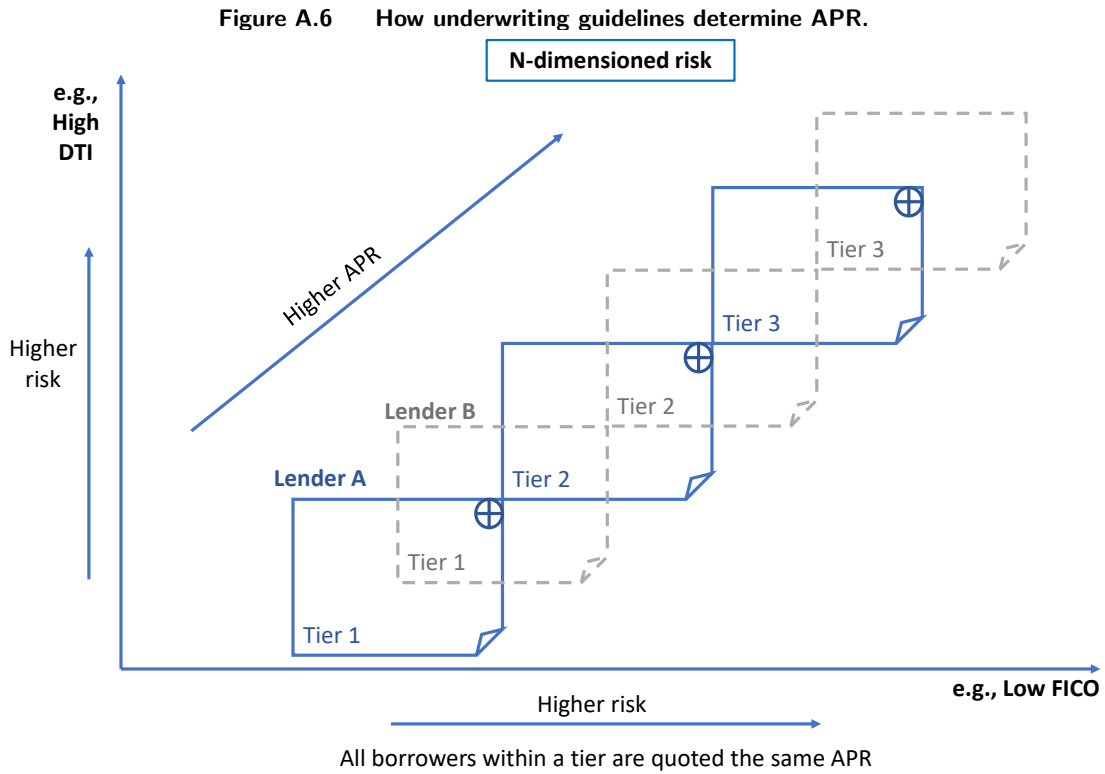 Figure A.6 How underwriting guidelines determine APR.
N-dimensioned risk
e.g.,
High
DTI
Higher APR
Tier 3
Tier 3
Higher
risk
Lender B
Tier 2
Lender A
Tier 2
Tier 1
Tier 1
e.g., Low FICO
Higher risk
All borrowers within a tier are quoted the same APR